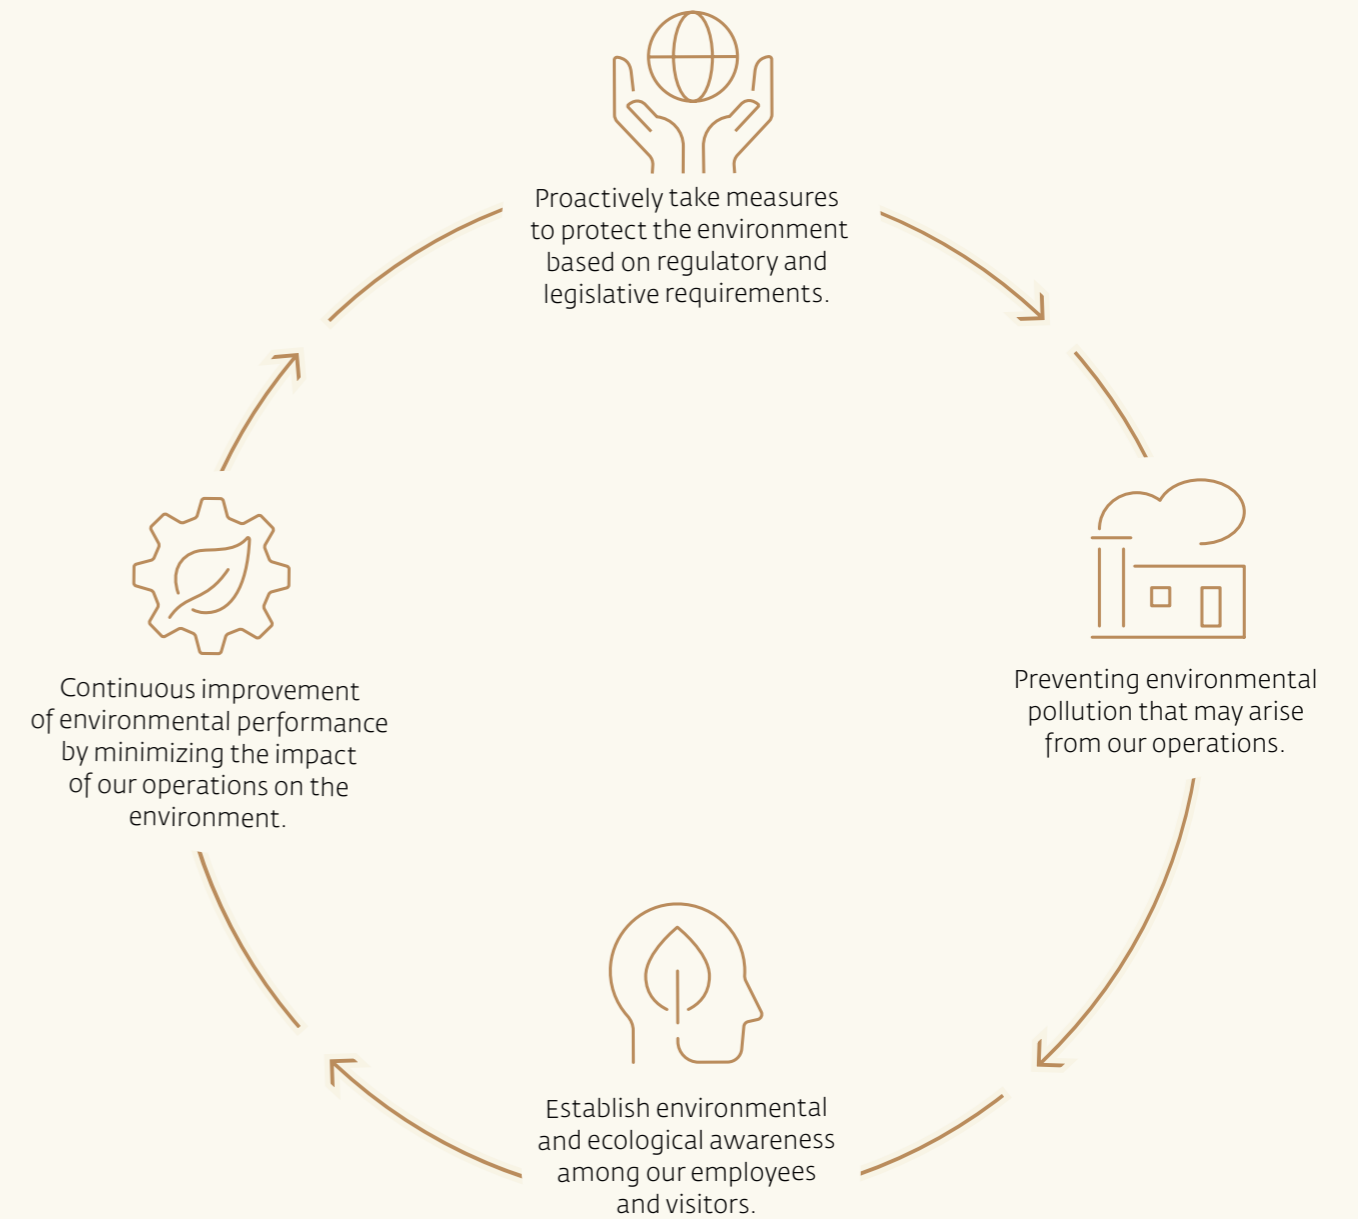 Proactively take measures
to protect the environment
based on regulatory and
legislative requirements.
Preventing environmental
pollution that may arise
from our operations.
Establish environmental
and ecological awareness
among our employees
and visitors.
Continuous improvement
of environmental performance
by minimizing the impact
of our operations on the
environment.